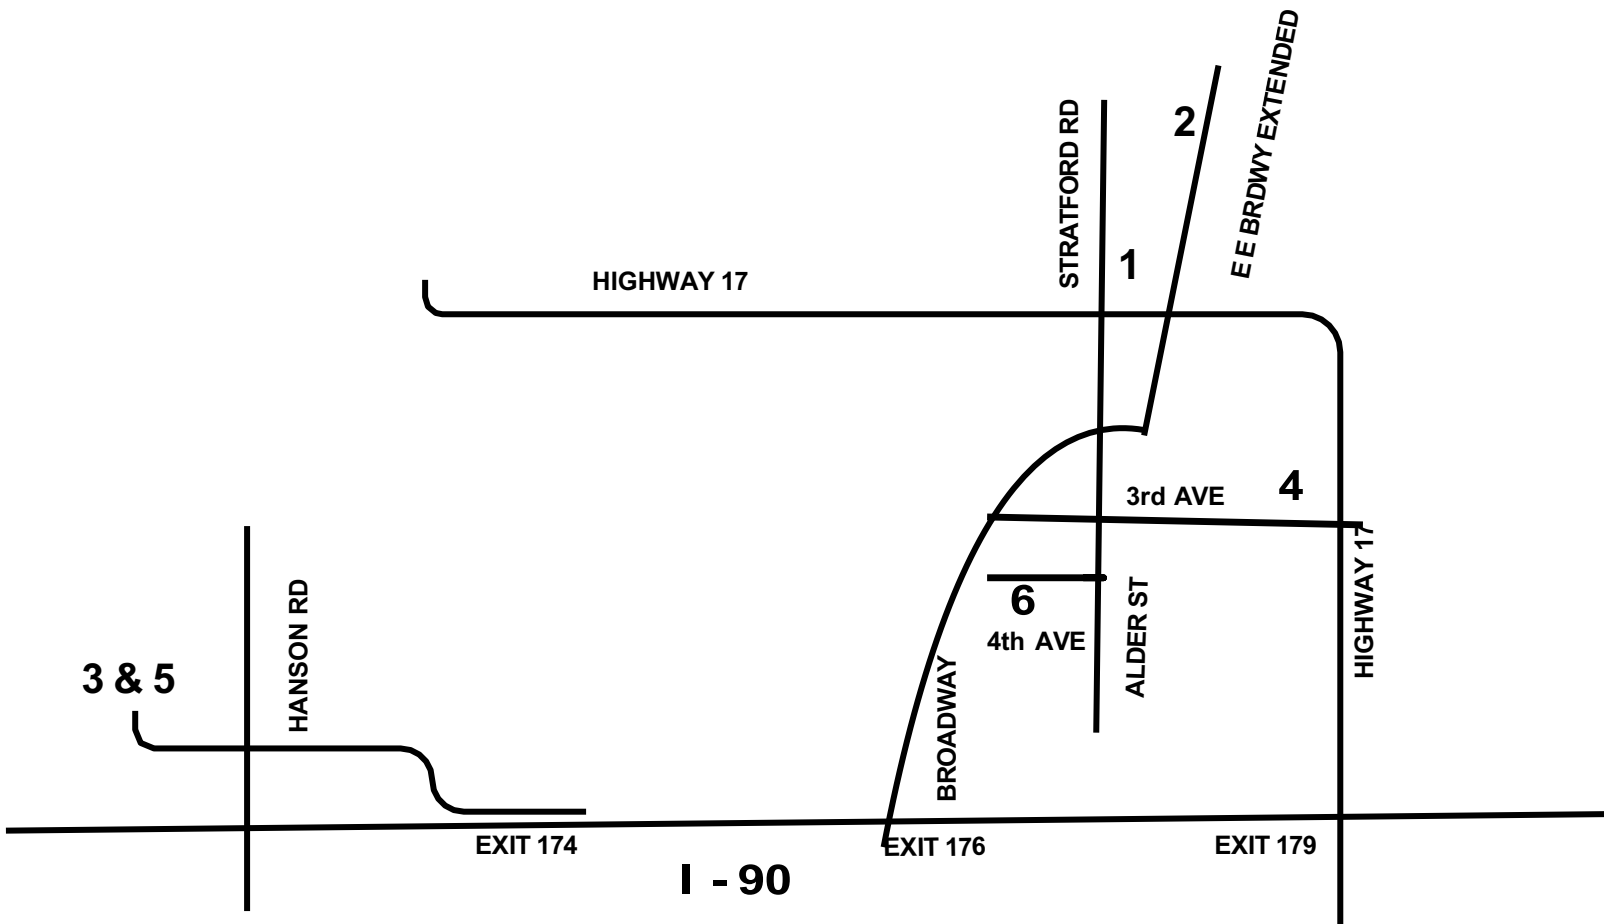 E E BRDWY EXTENDED
STRATFORD RD
2
1
HIGHWAY 17
3rd AVE
4
HIGHWAY 17
6
4th AVE
ALDER ST
HANSON RD
3 & 5
BROADWAY
EXIT 174
EXIT 176
EXIT 179
I - 90